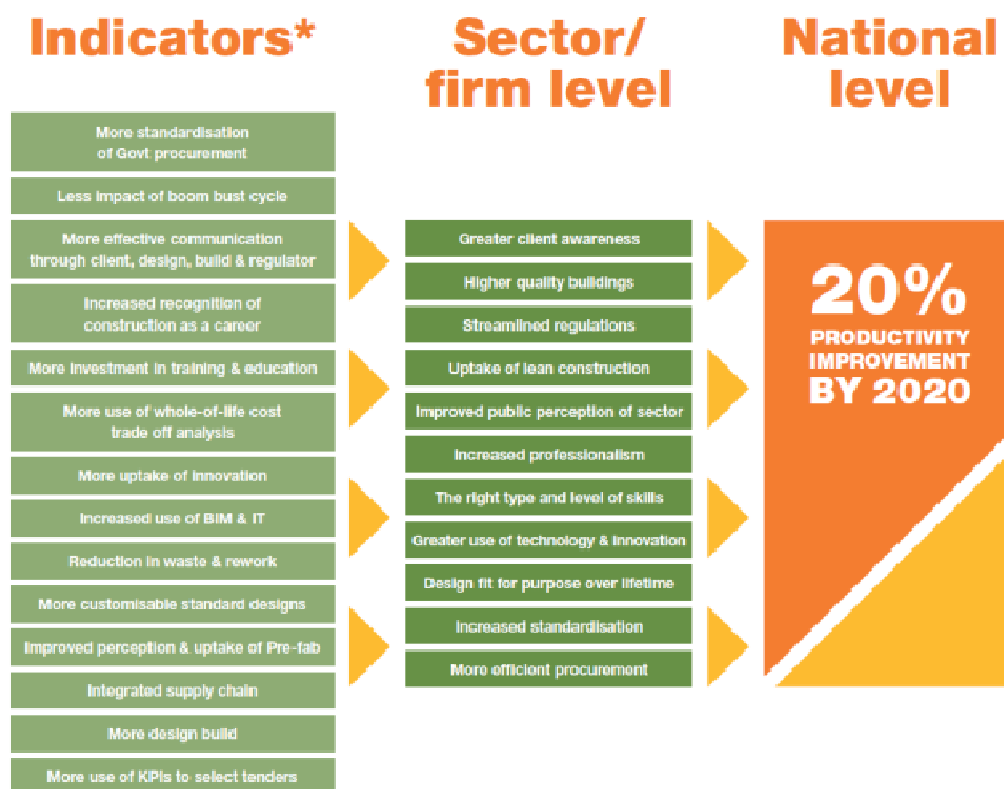 Indicators*
More standardisation
of Govt procurement
Less impact of boom bust cycle
More effective communication
through client, design, build & regulator
Increased recognition of
construction as a career
More investment in training & education
More use of whole-of-life cost
trade off analysis
More uptake of innovation
Increased use of BIM & IT
Reduction in waste & rework
More customisable standard designs
Improved perception & uptake of Pre-fab
Integrated supply chain
More design build
More use of KPIs to select tenders
Sector/
firm level
Greater client awareness
Higher quality buildings
Streamlined regulations
Uptake of lean construction
Improved public perception of sector
Increased professionalism
The right type and level of skills
Greater use of technology & innovation
Design fit for purpose over lifetime
Increased standardisation
More efficient procurement
National
level
20%
PRODUCTIVITY
IMPROVEMENT
BY 2020